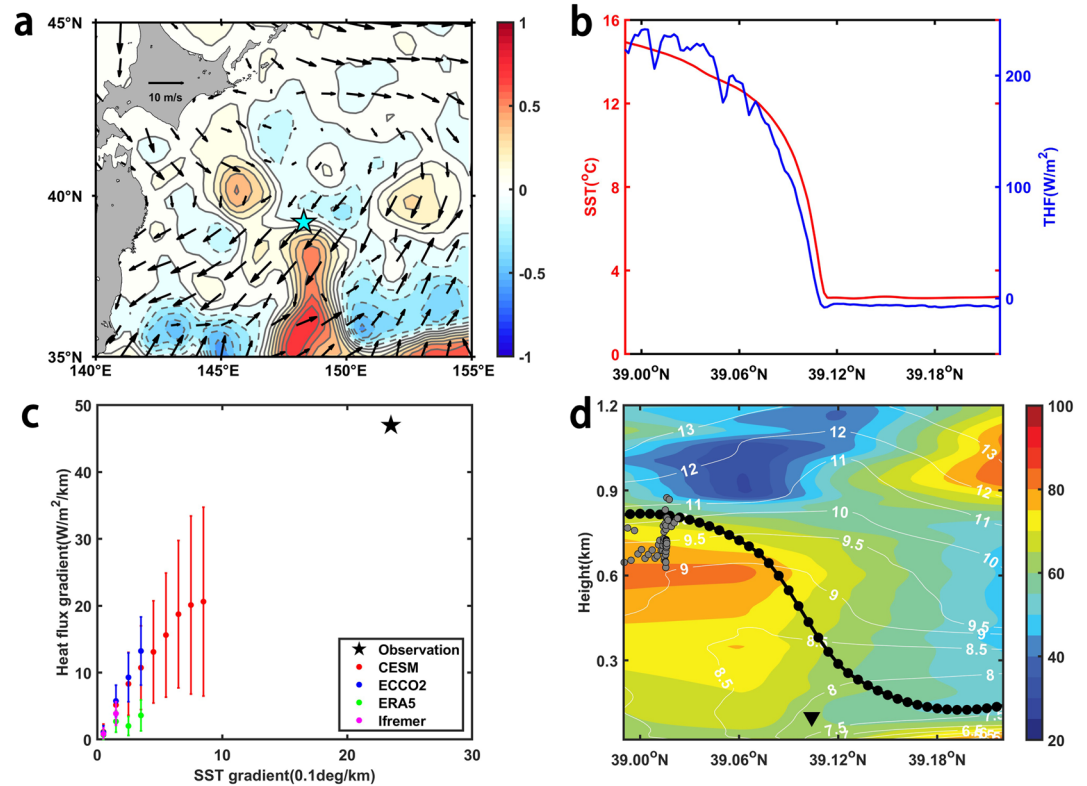 a
45°N
40°N
35°N
140°E
145°E
150°E
155°E
10 m/s
1
0.5
0
-0.5
-1
b
16
12
8
4
0
SST(°C)
200
100
0
THF(W/m²)
39.00°N
39.06°N
39.12°N
39.18°N
c
50
40
30
20
10
0
Heat flux gradient(W/m²/km)
0
10
20
30
SST gradient(0.1deg/km)
Observation
CESM
ECCO2
ERA5
Ifremer
d
1.2
0.9
0.6
0.3
Height(km)
13
12
12
11
13
12
11
10
11
9.5
9.5
10
9
9
9.5
9
8.5
8.5
8.5
8
8
7.5
39.00°N
39.06°N
39.12°N
39.18°N
100
80
60
40
20